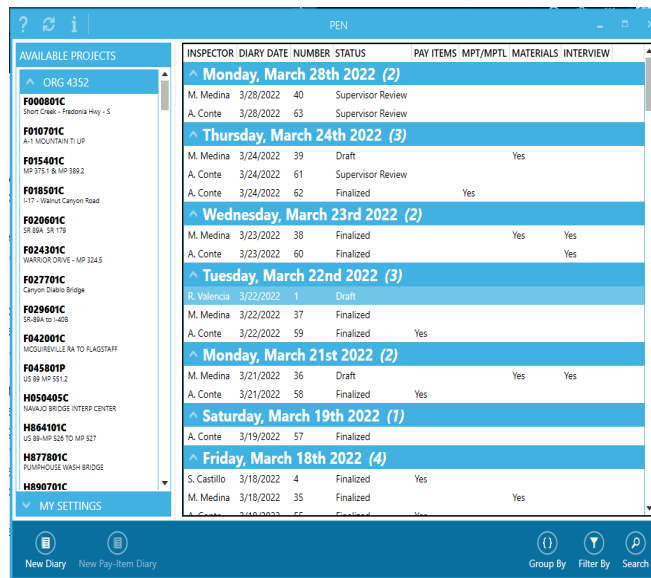 PEN
AVAILABLE PROJECTS
ORG 4352
F000801C
Short Creek - Fredonia Hwy - S
F010701C
A-1 MOUNTAIN TI UP
F015401C
MP 375.1 & MP 389.2
F018501C
I-17 - Walnut Canyon Road
F020601C
SR 89A SR 179
F024301C
WARRIOR DRIVE - MP 324.5
F027701C
Canyon Diablo Bridge
F029601C
SR-89A to I-40B
F042001C
MCGUIREVILLE RA TO FLAGSTAFF
F045801P
US 89 MP 551.2
H050405C
NAVAJO BRIDGE INTERP CENTER
H864101C
US 89-MP 526 TO MP 527
H877801C
PUMPHOUSE WASH BRIDGE
H890701C
MY SETTINGS
INSPECTOR DIARY DATE NUMBER STATUS PAY ITEMS MPT/MPTL MATERIALS INTERVIEW
Monday, March 28th 2022 (2)
M. Medina 3/28/2022 40 Supervisor Review
A. Conte 3/28/2022 63 Supervisor Review
Thursday, March 24th 2022 (3)
M. Medina 3/24/2022 39 Draft Yes
A. Conte 3/24/2022 61 Supervisor Review
A. Conte 3/24/2022 62 Finalized Yes
Wednesday, March 23rd 2022 (2)
M. Medina 3/23/2022 38 Finalized Yes Yes
A. Conte 3/23/2022 60 Finalized Yes
Tuesday, March 22nd 2022 (3)
R. Valencia 3/22/2022 1 Draft
M. Medina 3/22/2022 37 Finalized
A. Conte 3/22/2022 59 Finalized Yes
Monday, March 21st 2022 (2)
M. Medina 3/21/2022 36 Draft Yes Yes
A. Conte 3/21/2022 58 Finalized Yes
Saturday, March 19th 2022 (1)
A. Conte 3/19/2022 57 Finalized
Friday, March 18th 2022 (4)
S. Castillo 3/18/2022 4 Finalized Yes
M. Medina 3/18/2022 35 Finalized Yes
New Diary New Pay-Item Diary Group By Filter By Search